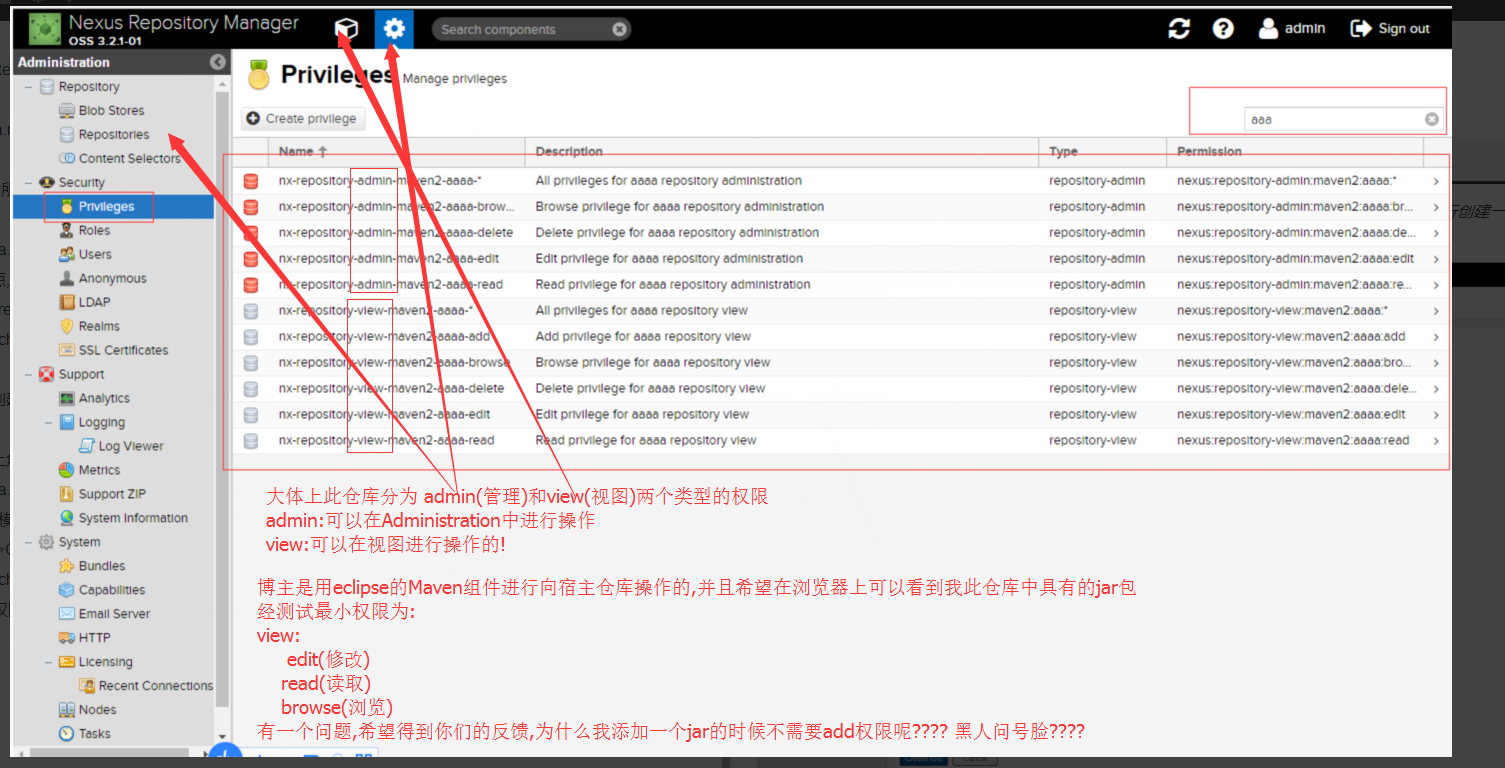 Nexus Repository Manager
OSS 3.2.1-01
Search components
admin
Sign out
Administration
Repository
Blob Stores
Repositories
Content Selectors
Security
Privileges
Roles
Users
Anonymous
LDAP
Realms
SSL Certificates
Support
Analytics
Logging
Log Viewer
Metrics
Support ZIP
System Information
System
Bundles
Capabilities
Email Server
HTTP
Licensing
Recent Connections
Nodes
Tasks
Privileges Manage privileges
Create privilege
aaa
Name Description Type Permission
nx-repository-admin-maven2-aaaa-* All privileges for aaaa repository administration repository-admin nexus:repository-admin:maven2:aaaa:*
nx-repository-admin-maven2-aaaa-brow... Browse privilege for aaaa repository administration repository-admin nexus:repository-admin:maven2:aaaa:br...
nx-repository-admin-maven2-aaaa-delete Delete privilege for aaaa repository administration repository-admin nexus:repository-admin:maven2:aaaa:de...
nx-repository-admin-maven2-aaaa-edit Edit privilege for aaaa repository administration repository-admin nexus:repository-admin:maven2:aaaa:edit
nx-repository-admin-maven2-aaaa-read Read privilege for aaaa repository administration repository-admin nexus:repository-admin:maven2:aaaa:re...
nx-repository-view-maven2-aaaa-* All privileges for aaaa repository view repository-view nexus:repository-view:maven2:aaaa:*
nx-repository-view-maven2-aaaa-add Add privilege for aaaa repository view repository-view nexus:repository-view:maven2:aaaa:add
nx-repository-view-maven2-aaaa-browse Browse privilege for aaaa repository view repository-view nexus:repository-view:maven2:aaaa:bro...
nx-repository-view-maven2-aaaa-delete Delete privilege for aaaa repository view repository-view nexus:repository-view:maven2:aaaa:dele...
nx-repository-view-maven2-aaaa-edit Edit privilege for aaaa repository view repository-view nexus:repository-view:maven2:aaaa:edit
nx-repository-view-maven2-aaaa-read Read privilege for aaaa repository view repository-view nexus:repository-view:maven2:aaaa:read
大体上此仓库分为 admin(管理)和view(视图)两个类型的权限
admin:可以在Administration中进行操作
view:可以在视图进行操作的!
博主是用eclipse的Maven组件进行向宿主仓库操作的,并且希望在浏览器上可以看到我此仓库中具有的jar包
经测试最小权限为:
view:
edit(修改)
read(读取)
browse(浏览)
有一个问题,希望得到你们的反馈,为什么我添加一个jar的时候不需要add权限呢???? 黑人问号脸????
创建一
Cancel